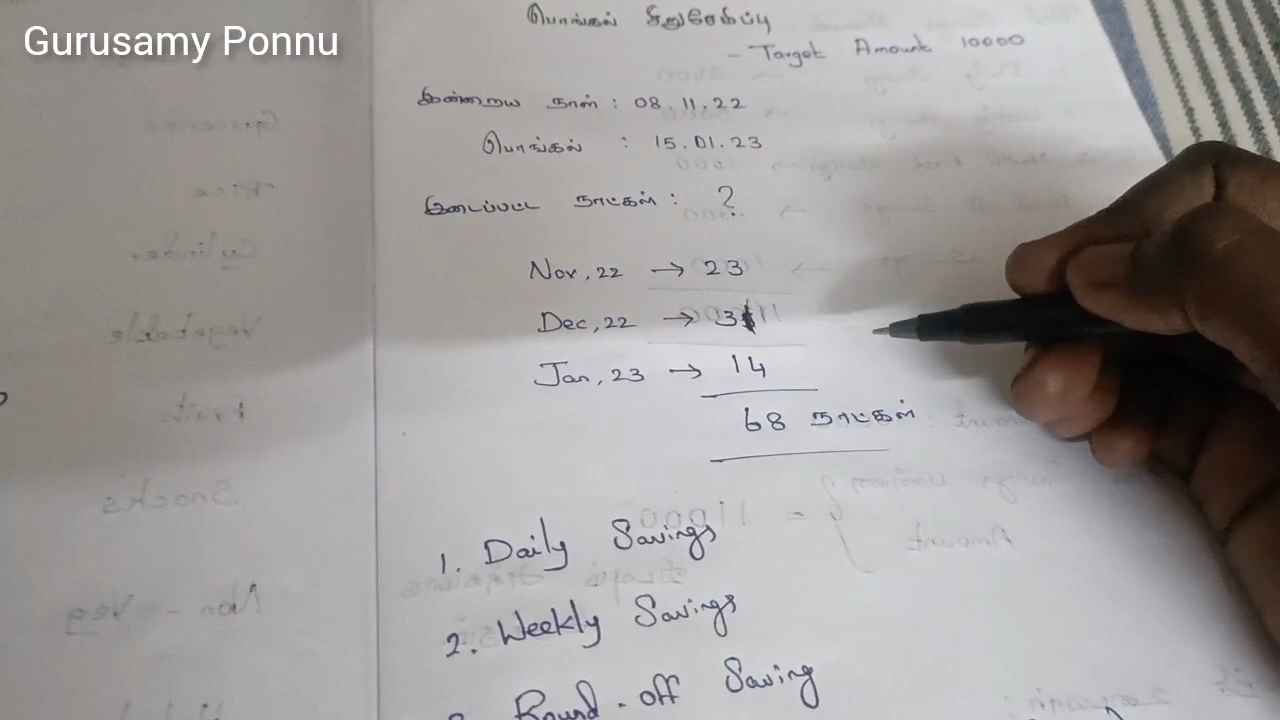 Gurusamy Ponnu
பொங்கல் சிறுசேமிப்பு
- Target Amount 10000
இன்றைய நாள் : 08.11.22
பொங்கல் : 15.01.23
இடைப்பட்ட நாட்கள் : ?
Nov, 22 → 23
Dec, 22 → 31
Jan, 23 → 14
68 நாட்கள்
1. Daily Savings
2. Weekly Savings
Round-off Saving